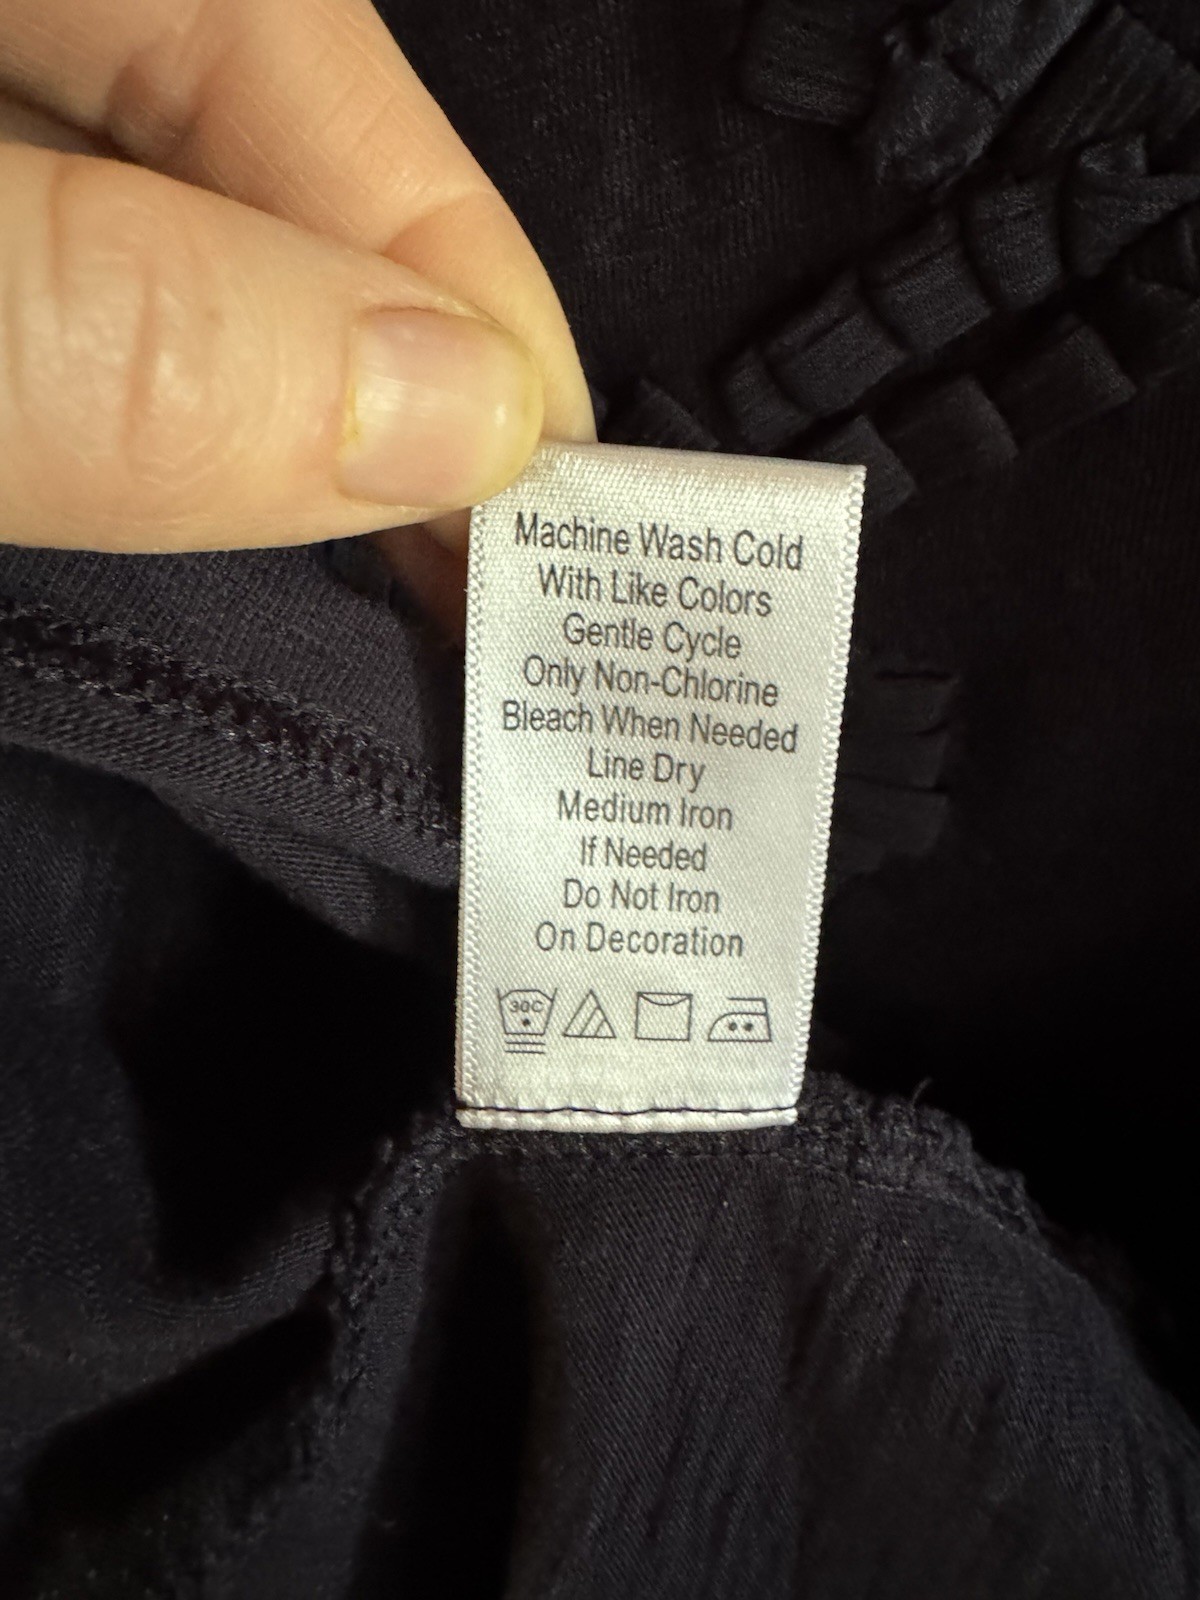 Machine Wash Cold
With Like Colors
Gentle Cycle
Only Non-Chlorine
Bleach When Needed
Line Dry
Medium Iron
If Needed
Do Not Iron
On Decoration
30C